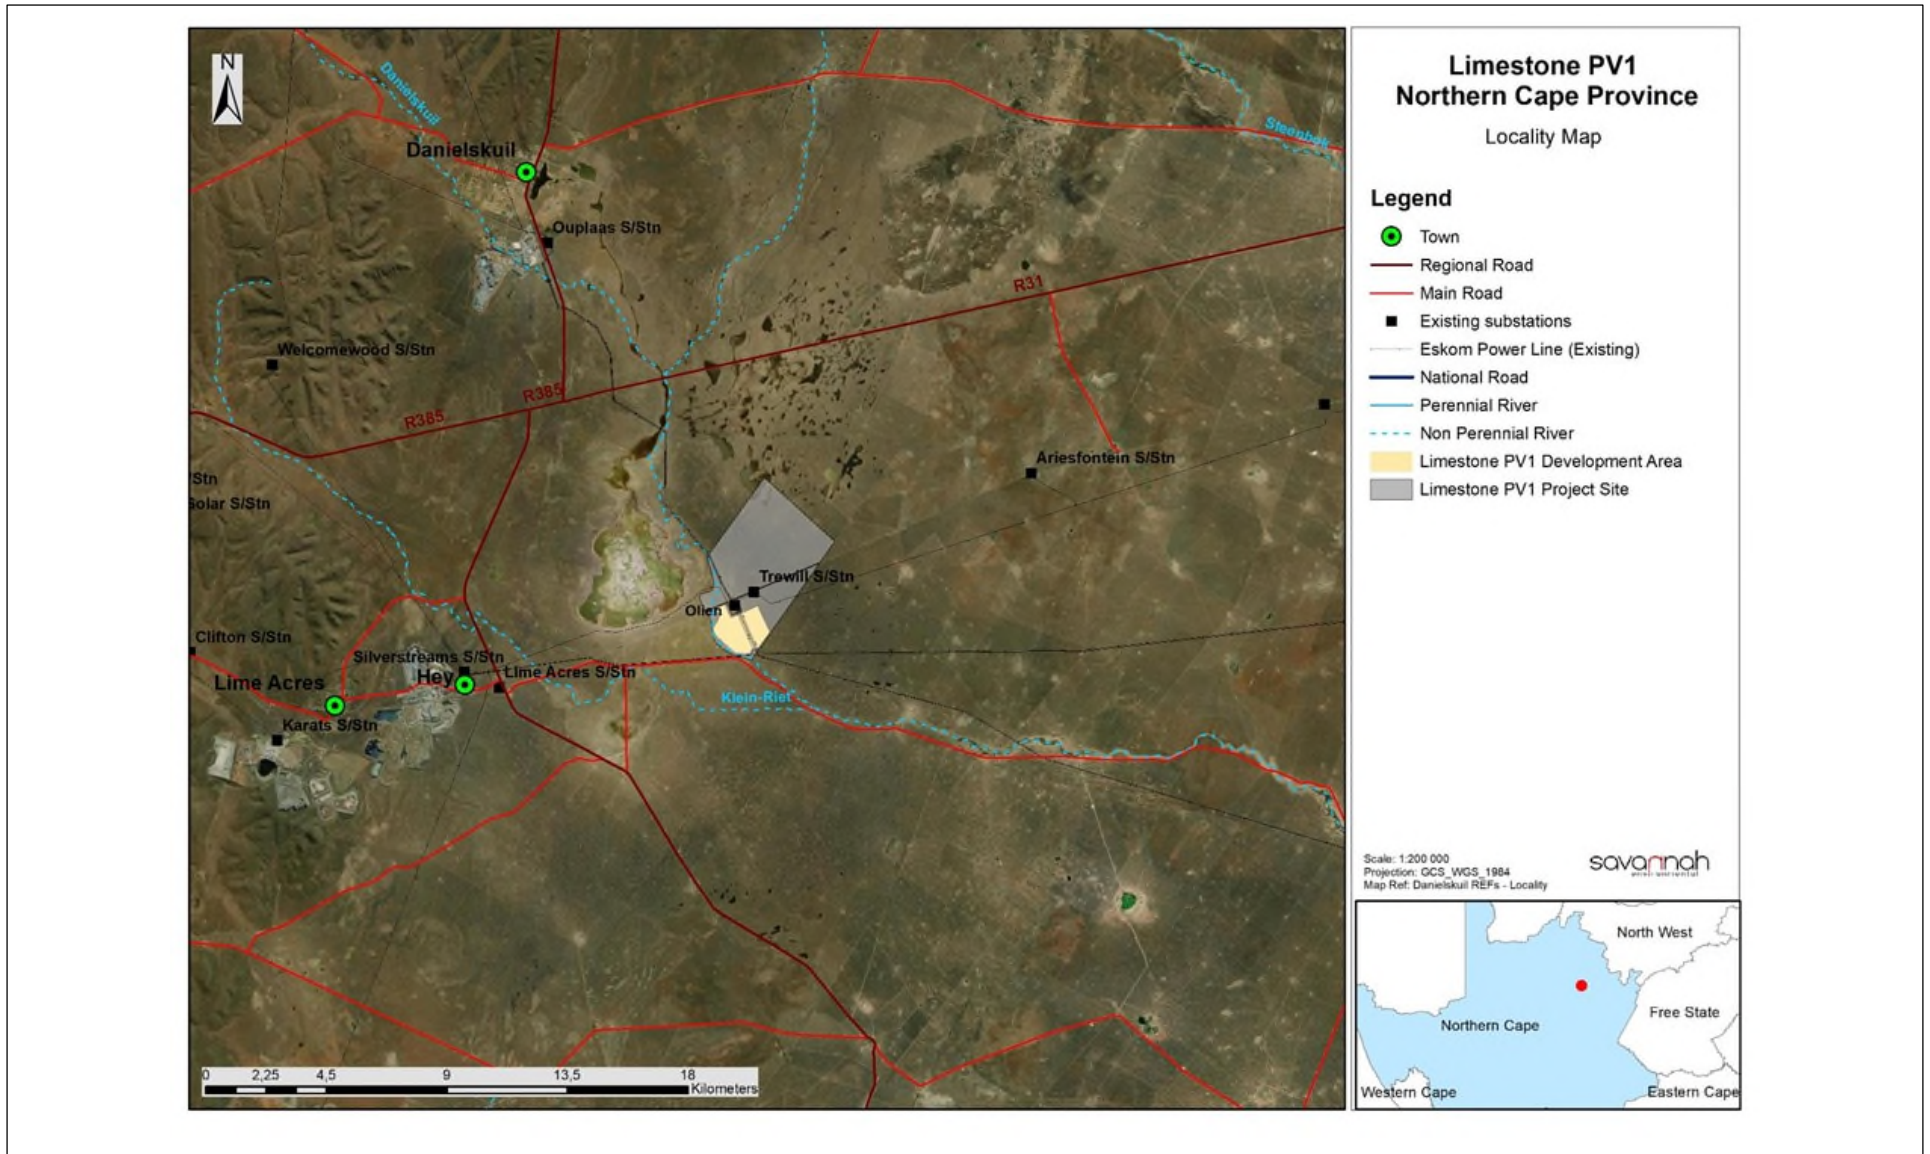 N
Danielskuil
Danielskuil
Steenbok
Ouplaas S/Stn
R31
Welcomewood S/Stn
R385
R385
Ariesfontein S/Stn
'Stn
Solar S/Stn
Trewill S/Stn
Olien
Clifton S/Stn
Silverstreams S/Stn
Lime Acres
Hey
Lime Acres S/Stn
Klein-Riet
Karats S/Stn
0 2,25 4,5 9 13,5 18
Kilometers
Limestone PV1
Northern Cape Province
Locality Map
Legend
Town
Regional Road
Main Road
Existing substations
Eskom Power Line (Existing)
National Road
Perennial River
Non Perennial River
Limestone PV1 Development Area
Limestone PV1 Project Site
Scale: 1:200 000
Projection: GCS_WGS_1984
Map Ref: Danielskuil REFs - Locality
savannah
North West
Free State
Northern Cape
Western Cape
Eastern Cape